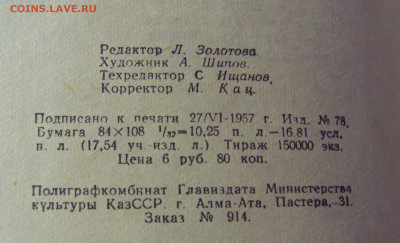 COINS.LAVE.RU
Редактор Л. Золотова.
Художник А. Шипов.
Техредактор С Ищанов.
Корректор М. Кац.
Подписано к печати 27/VI-1957 г. Изд. № 78.
Бумага 84×108 1/32=10,25 п. л—16,81 усл.
п. л. (17,54 уч.-изд. л.) Тираж 150000 экз.
Цена 6 руб. 80 коп.
Полиграфкомбинат Главиздата Министерства
культуры КазССР. г. Алма-Ата, Пастера, 31.
Заказ № 914.